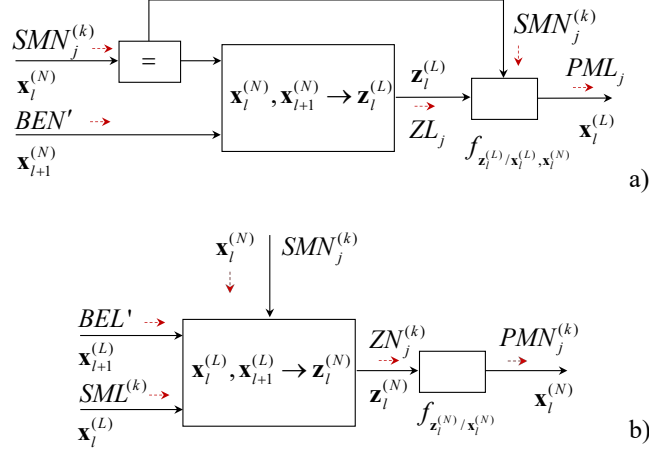 SMN_j^{(k)}
=
x_l^{(N)}
BEN'
x_{l+1}^{(N)}
x_l^{(N)}, x_{l+1}^{(N)} → z_l^{(L)}
z_l^{(L)}
ZL_j
SMN_j^{(k)}
f_{z_l^{(L)}/x_l^{(L)}, x_l^{(N)}}
PML_j
x_l^{(L)}
a)
x_l^{(N)}
SMN_j^{(k)}
BEL'
x_{l+1}^{(L)}
SML^{(k)}
x_l^{(L)}
x_l^{(L)}, x_{l+1}^{(L)} → z_l^{(N)}
ZN_j^{(k)}
z_l^{(N)}
f_{z_l^{(N)}/x_l^{(N)}}
PMN_j^{(k)}
x_l^{(N)}
b)